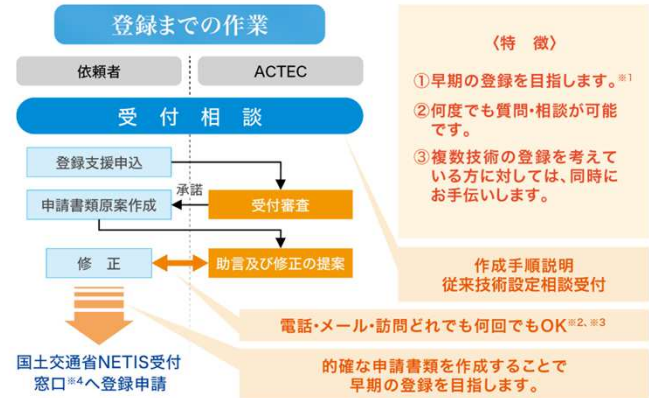 登録までの作業
依頼者
ACTEC
受付相談
登録支援申込
承諾
申請書類原案作成
受付審査
修正
助言及び修正の提案
国土交通省NETIS受付
窓口※4へ登録申請
〈特 徴〉
①早期の登録を目指します。※1
②何度でも質問・相談が可能
です。
③複数技術の登録を考えて
いる方に対しては、同時に
お手伝いします。
作成手順説明
従来技術設定相談受付
電話・メール・訪問どれでも何回でもOK※2、※3
的確な申請書類を作成することで
早期の登録を目指します。